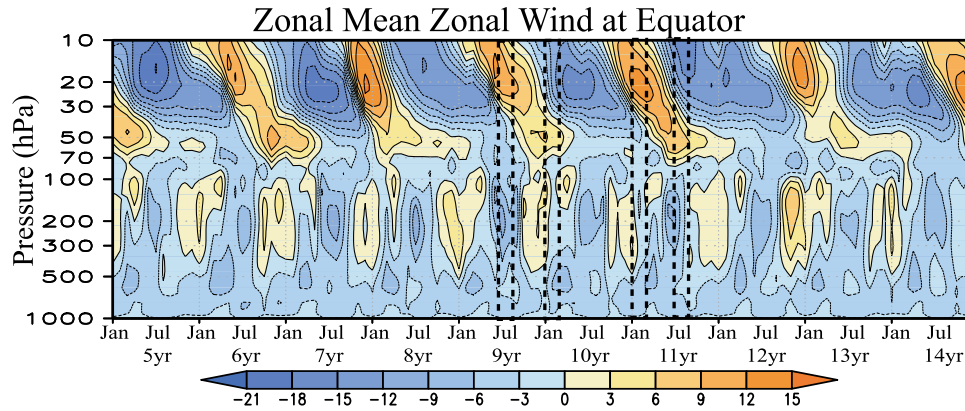 Zonal Mean Zonal Wind at Equator
Pressure (hPa)
10
20
30
50
70
100
200
300
500
1000
Jan Jul Jan Jul Jan Jul Jan Jul Jan Jul Jan Jul Jan Jul Jan Jul Jan Jul Jan Jul
5yr 6yr 7yr 8yr 9yr 10yr 11yr 12yr 13yr 14yr
-21 -18 -15 -12 -9 -6 -3 0 3 6 9 12 15